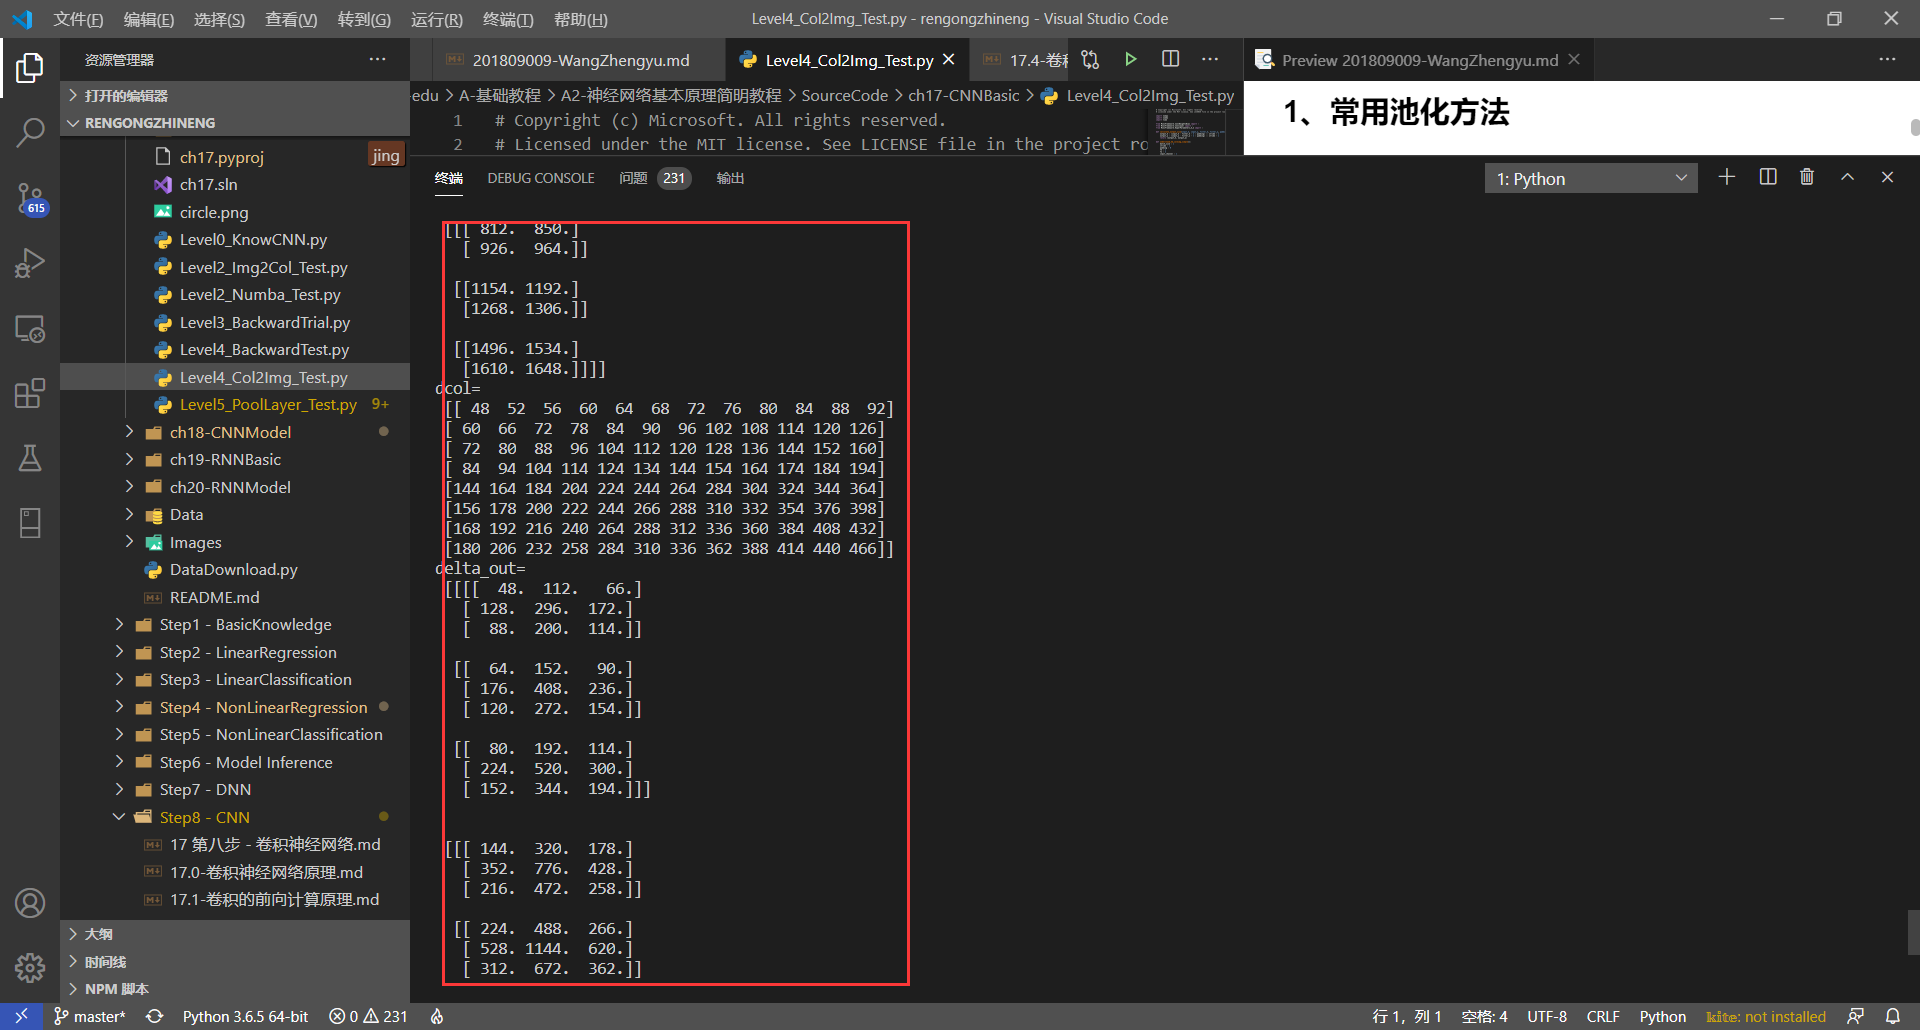 文件(F) 编辑(E) 选择(S) 查看(V) 转到(G) 运行(R) 终端(T) 帮助(H)
Level4_Col2Img_Test.py - rengongzhineng - Visual Studio Code
资源管理器
201809009-WangZhengyu.md
Level4_Col2Img_Test.py
17.4-卷
Preview 201809009-WangZhengyu.md
打开的编辑器
RENGONGZHINENG
ch17.pyproj
jing
ch17.sln
circle.png
Level0_KnowCNN.py
Level2_Img2Col_Test.py
Level2_Numba_Test.py
Level3_BackwardTrial.py
Level4_BackwardTest.py
Level4_Col2Img_Test.py
Level5_PoolLayer_Test.py 9+
ch18-CNNModel
ch19-RNNBasic
ch20-RNNModel
Data
Images
DataDownload.py
README.md
Step1 - BasicKnowledge
Step2 - LinearRegression
Step3 - LinearClassification
Step4 - NonLinearRegression
Step5 - NonLinearClassification
Step6 - Model Inference
Step7 - DNN
Step8 - CNN
17 第八步 - 卷积神经网络.md
17.0-卷积神经网络原理.md
17.1-卷积的前向计算原理.md
大纲
时间线
NPM 脚本
615
-edu > A-基础教程 > A2-神经网络基本原理简明教程 > SourceCode > ch17-CNNBasic > Level4_Col2Img_Test.py
1 # Copyright (c) Microsoft. All rights reserved.
2 # Licensed under the MIT license. See LICENSE file in the project ro
1、常用池化方法
终端 DEBUG CONSOLE 问题 231 输出
1: Python
[[[ 812. 850.]
[ 926. 964.]]
[[1154. 1192.]
[1268. 1306.]]
[[1496. 1534.]
[1610. 1648.]]]]
dcol=
[[ 48 52 56 60 64 68 72 76 80 84 88 92]
[ 60 66 72 78 84 90 96 102 108 114 120 126]
[ 72 80 88 96 104 112 120 128 136 144 152 160]
[ 84 94 104 114 124 134 144 154 164 174 184 194]
[144 164 184 204 224 244 264 284 304 324 344 364]
[156 178 200 222 244 266 288 310 332 354 376 398]
[168 192 216 240 264 288 312 336 360 384 408 432]
[180 206 232 258 284 310 336 362 388 414 440 466]]
delta_out=
[[[[ 48. 112. 66.]
[ 128. 296. 172.]
[ 88. 200. 114.]]
[[ 64. 152. 90.]
[ 176. 408. 236.]
[ 120. 272. 154.]]
[[ 80. 192. 114.]
[ 224. 520. 300.]
[ 152. 344. 194.]]]
[[[ 144. 320. 178.]
[ 352. 776. 428.]
[ 216. 472. 258.]]
[[ 224. 488. 266.]
[ 528. 1144. 620.]
[ 312. 672. 362.]]
master* Python 3.6.5 64-bit 0 231
行 1，列 1 空格: 4 UTF-8 CRLF Python kite: not installed